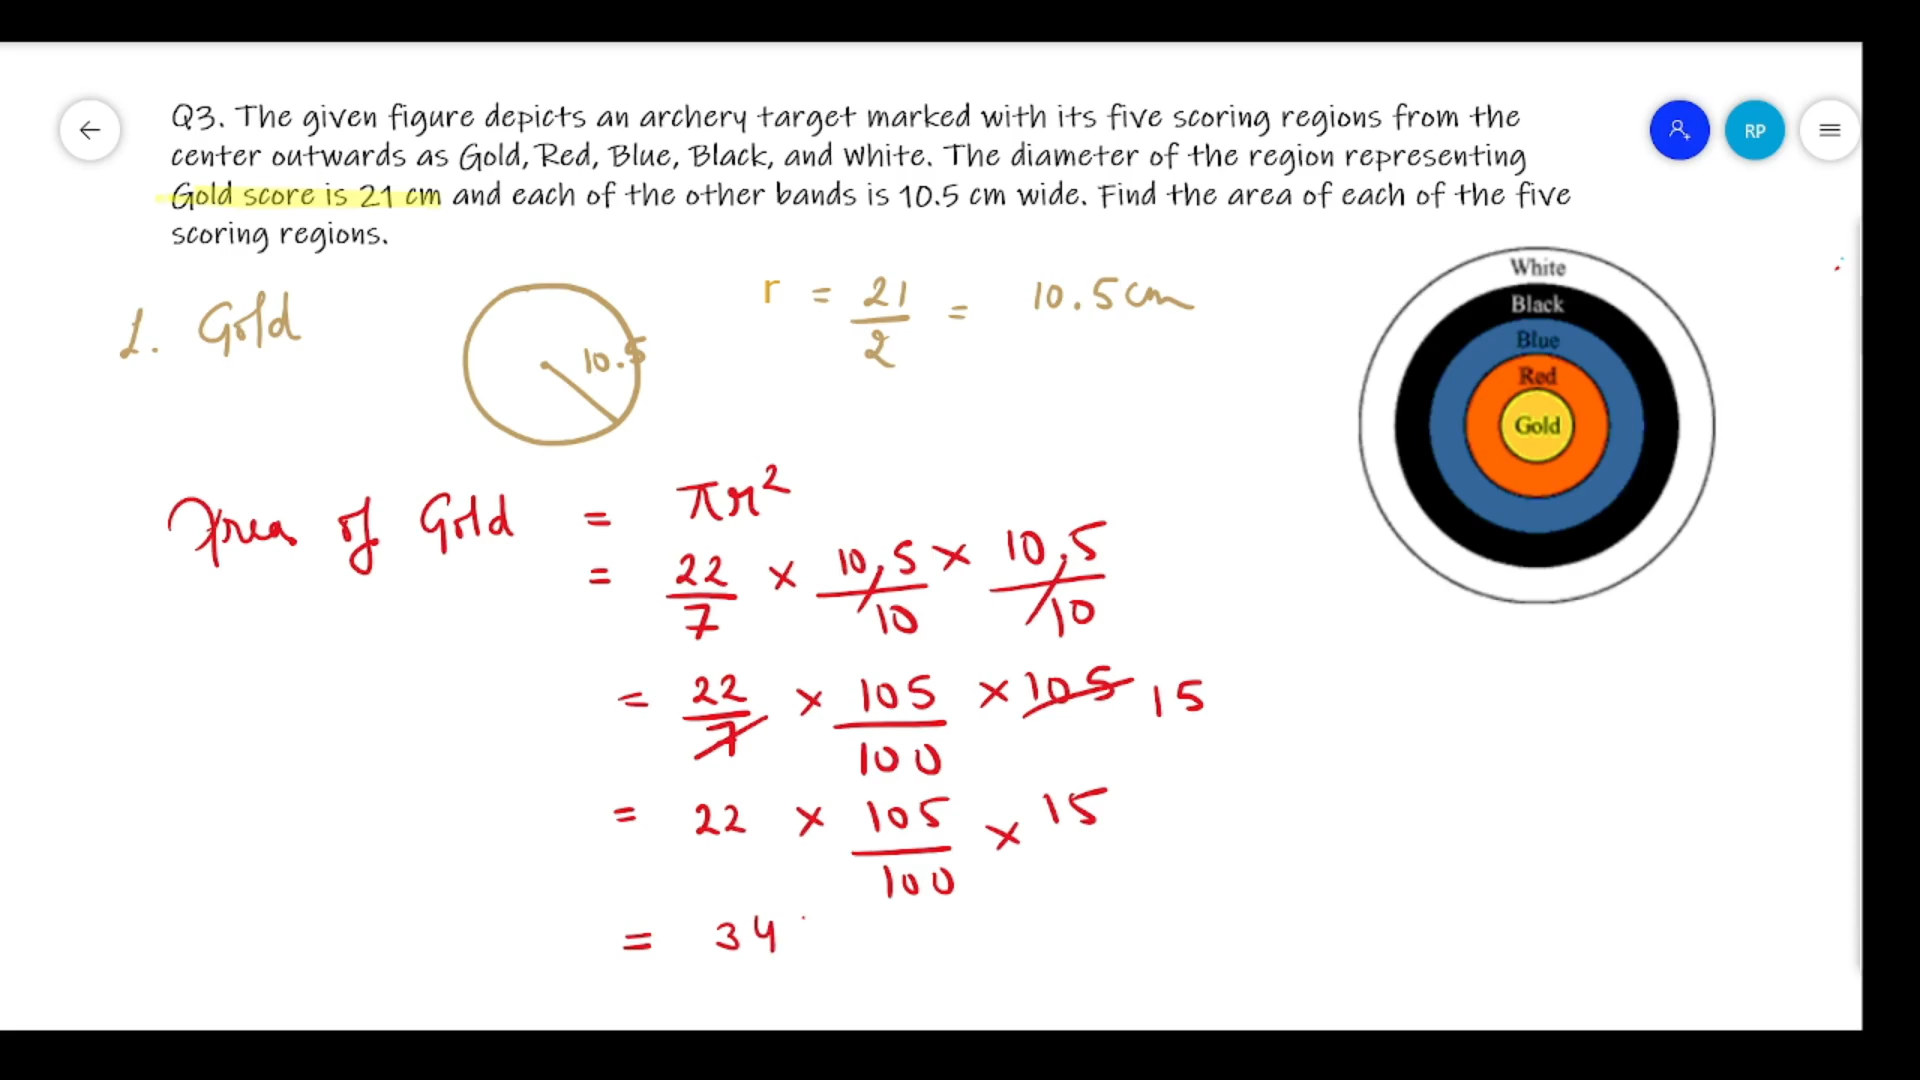 Q3. The given figure depicts an archery target marked with its five scoring regions from the
center outwards as Gold, Red, Blue, Black, and White. The diameter of the region representing
Gold score is 21 cm and each of the other bands is 10.5 cm wide. Find the area of each of the five
scoring regions.
RP
White
Black
Blue
Red
Gold
1. Gold
10.5
r = 21/2 = 10.5 cm
Area of Gold = πr²
= 22/7 × 10,5/10 × 10,5/10
= 22/7 × 105/100 × 105 15
= 22 × 105/100 × 15
= 34